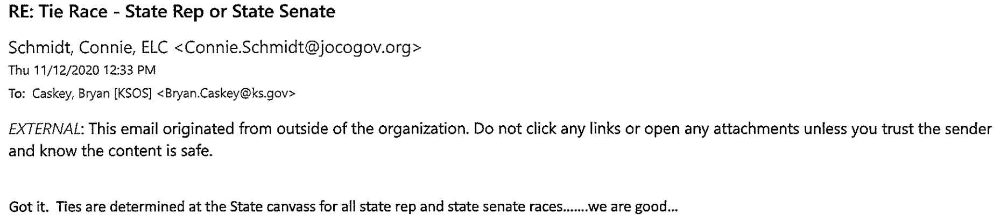 RE: Tie Race - State Rep or State Senate
Schmidt, Connie, ELC <Connie.Schmidt@jocogov.org>
Thu 11/12/2020 12:33 PM
To: Caskey, Bryan [KSOS] <Bryan.Caskey@ks.gov>
EXTERNAL: This email originated from outside of the organization. Do not click any links or open any attachments unless you trust the sender
and know the content is safe.
Got it.  Ties are determined at the State canvass for all state rep and state senate races.......we are good...